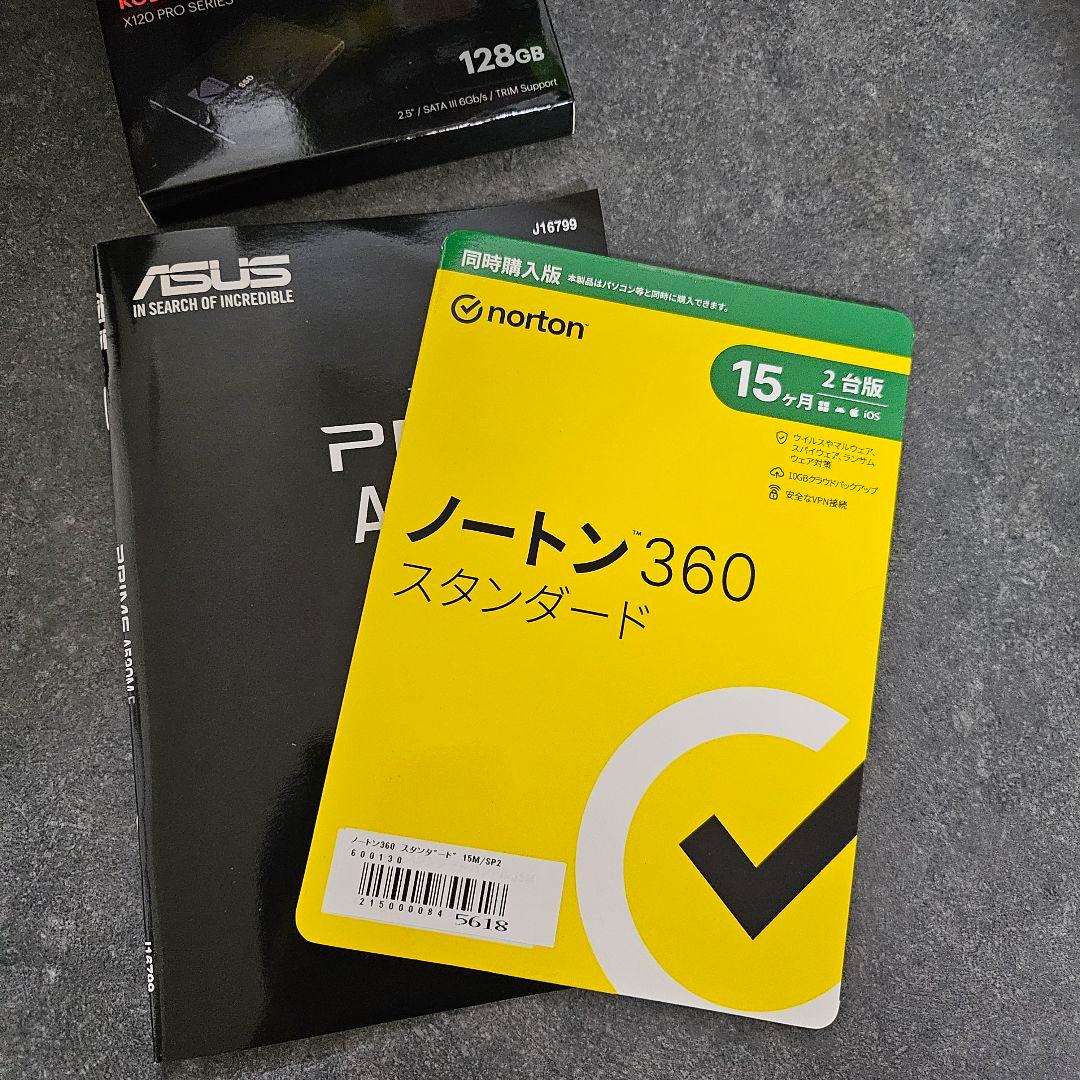 X120 PRO SERIES
128GB
SSD
2.5" / SATA III 6Gb/s / TRIM Support
J16799
ASUS
IN SEARCH OF INCREDIBLE
同時購入版 本製品はパソコン等と同時に購入できます。
norton
15ヶ月
2台版
iOS
ウイルスやマルウェア、
スパイウェア、ランサム
ウェア対策
10GBクラウドバックアップ
安全なVPN接続
ノートン™360
スタンダード
PRIME A520M-E
J16799
ノートン360 スタンダード 15M/SP2
600130
215000084
5618